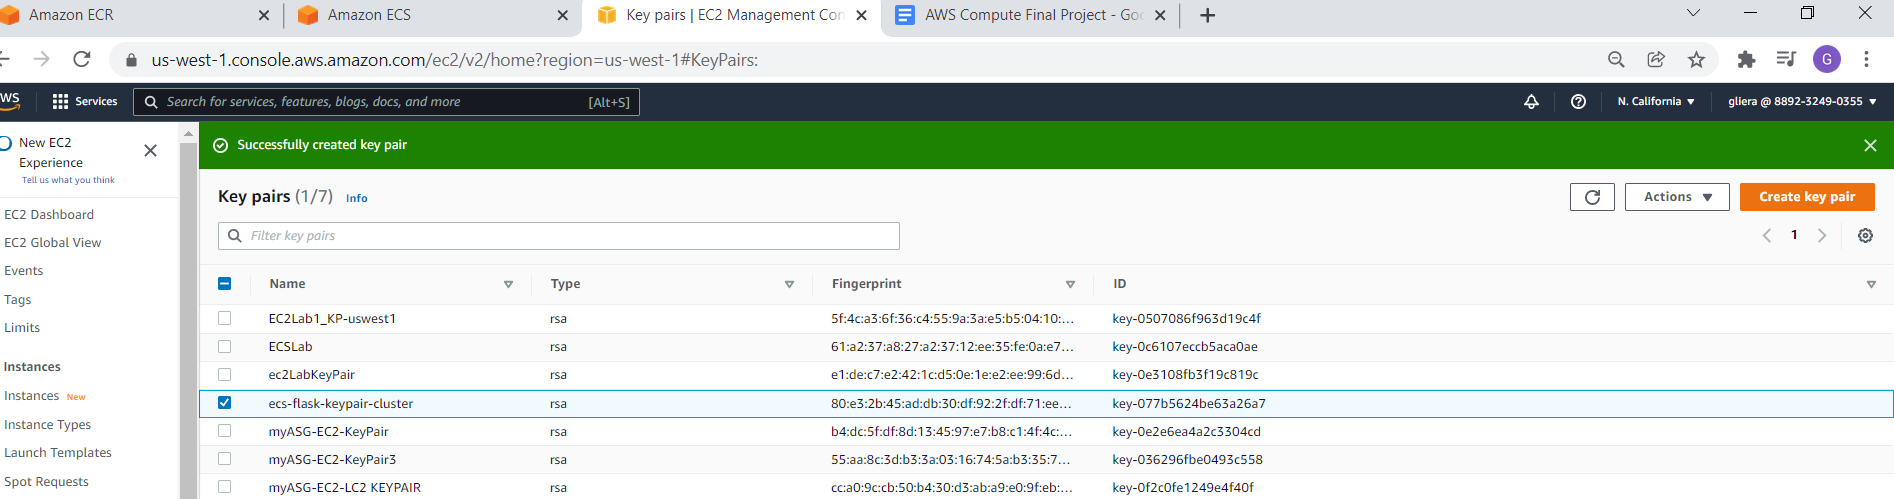 Amazon ECR
Amazon ECS
Key pairs | EC2 Management Con
AWS Compute Final Project - Goo
us-west-1.console.aws.amazon.com/ec2/v2/home?region=us-west-1#KeyPairs:
G
WS
Services
Search for services, features, blogs, docs, and more [Alt+S]
N. California ▼
gliera @ 8892-3249-0355 ▼
New EC2
Experience
Tell us what you think
EC2 Dashboard
EC2 Global View
Events
Tags
Limits
Instances
Instances New
Instance Types
Launch Templates
Spot Requests
Successfully created key pair
Key pairs (1/7) Info
Actions ▼
Create key pair
Filter key pairs
1
Name Type Fingerprint ID
EC2Lab1_KP-uswest1 rsa 5f:4c:a3:6f:36:c4:55:9a:3a:e5:b5:04:10:... key-0507086f963d19c4f
ECSLab rsa 61:a2:37:a8:27:a2:37:12:ee:35:fe:0a:e7... key-0c6107eccb5aca0ae
ec2LabKeyPair rsa e1:de:c7:e2:42:1c:d5:0e:1e:e2:ee:99:6d... key-0e3108fb3f19c819c
ecs-flask-keypair-cluster rsa 80:e3:2b:45:ad:db:30:df:92:2f:df:71:ee... key-077b5624be63a26a7
myASG-EC2-KeyPair rsa b4:dc:5f:df:8d:13:45:97:e7:b8:c1:4f:4c:... key-0e2e6ea4a2c3304cd
myASG-EC2-KeyPair3 rsa 55:aa:8c:3d:b3:3a:03:16:74:5a:b3:35:7... key-036296fbe0493c558
myASG-EC2-LC2 KEYPAIR rsa cc:a0:9c:cb:50:b4:30:d3:ab:a9:e0:9f:eb:... key-0f2c0fe1249e4f40f